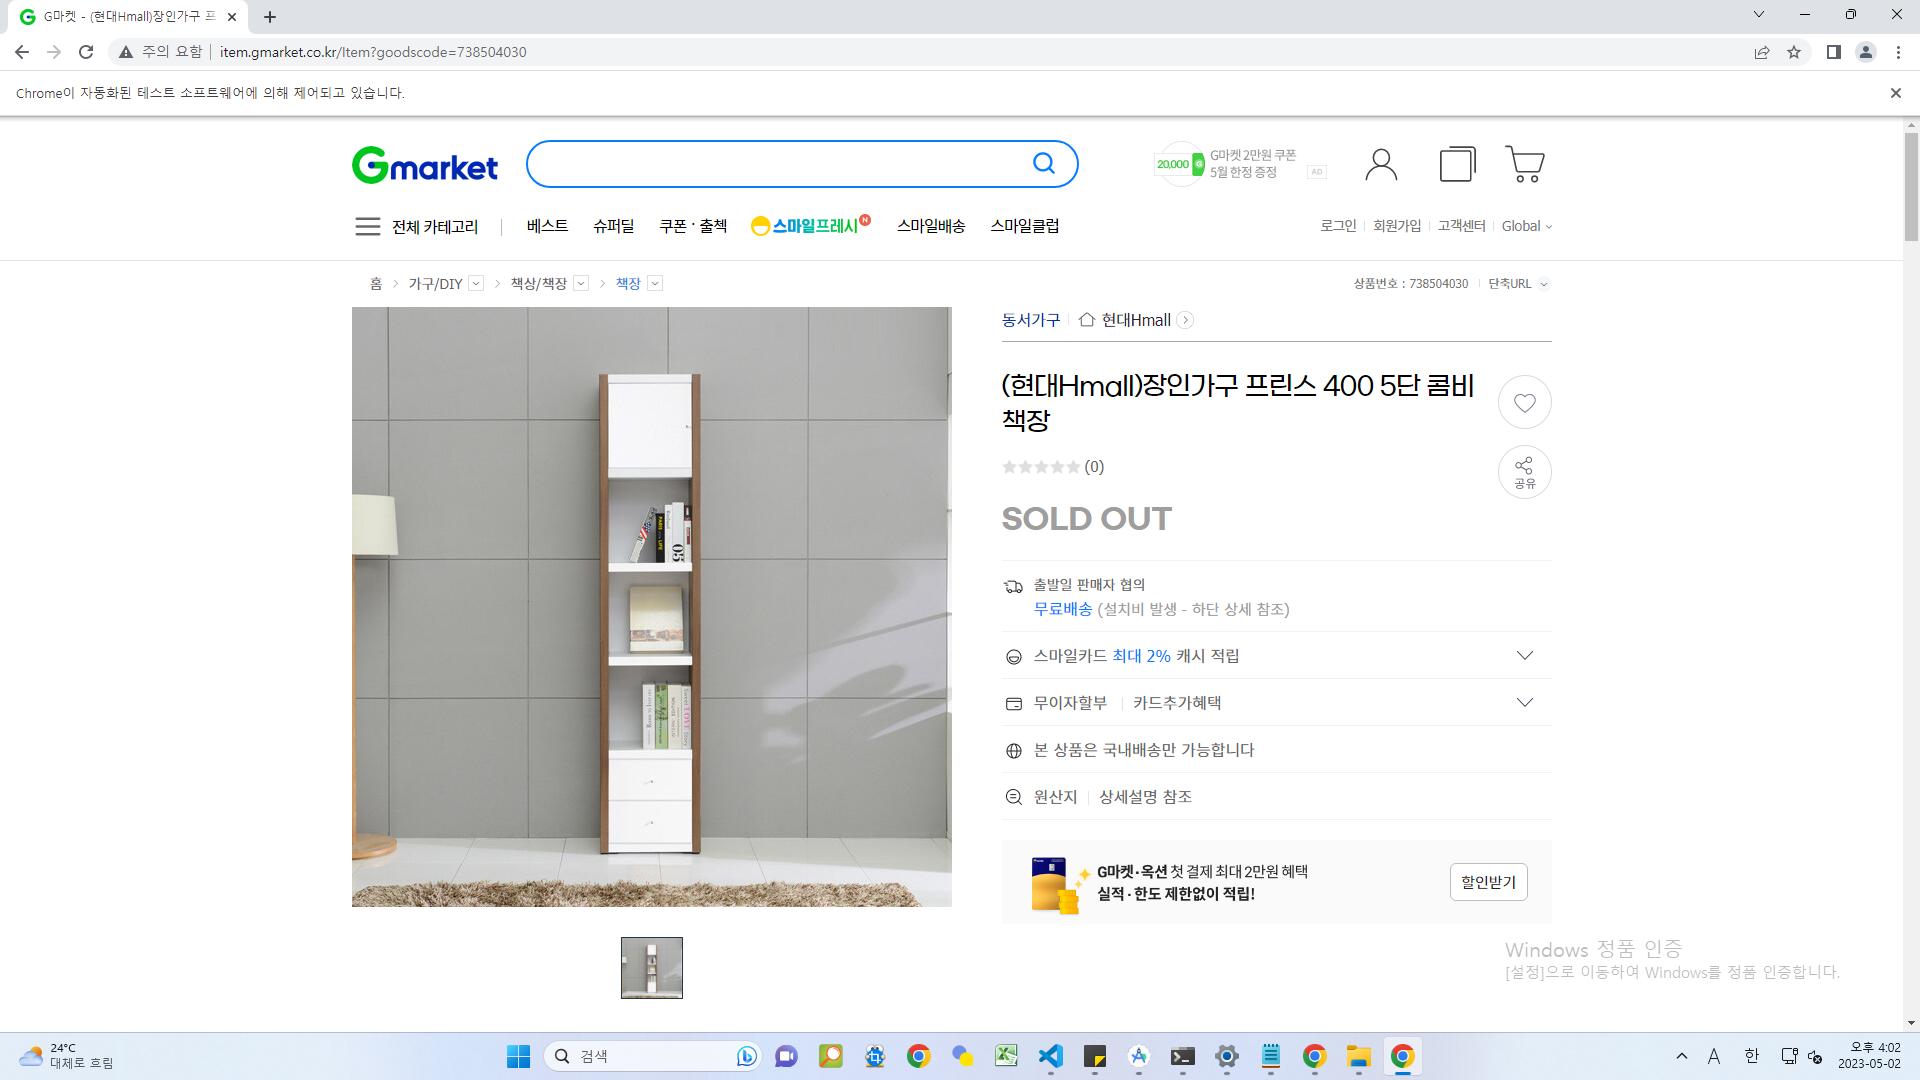 G마켓 - (현대Hmall)장인가구 프
주의 요함 item.gmarket.co.kr/Item?goodscode=738504030
Chrome이 자동화된 테스트 소프트웨어에 의해 제어되고 있습니다.
Gmarket
20,000 G마켓 2만원 쿠폰
5월 한정 증정
AD
전체 카테고리 베스트 슈퍼딜 쿠폰·출첵 스마일프레시 N 스마일배송 스마일클럽
로그인 회원가입 고객센터 Global
홈 가구/DIY 책상/책장 책장
상품번호 : 738504030 단축URL
동서가구 현대Hmall
(현대Hmall)장인가구 프린스 400 5단 콤비
책장
(0)
공유
SOLD OUT
출발일 판매자 협의
무료배송 (설치비 발생 - 하단 상세 참조)
스마일카드 최대 2% 캐시 적립
무이자할부 카드추가혜택
본 상품은 국내배송만 가능합니다
원산지 상세설명 참조
G마켓·옥션 첫 결제 최대 2만원 혜택
실적·한도 제한없이 적립!
할인받기
Windows 정품 인증
[설정]으로 이동하여 Windows를 정품 인증합니다.
24°C
대체로 흐림
검색
A 한
오후 4:02
2023-05-02